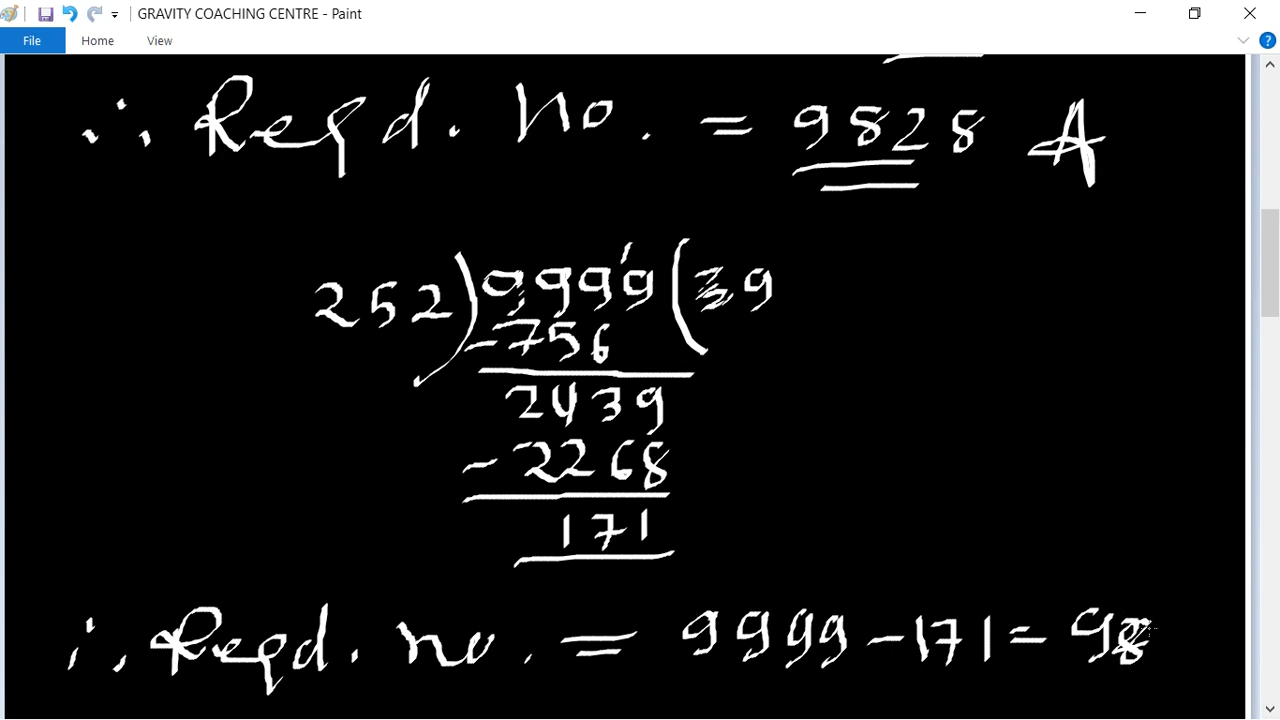 GRAVITY COACHING CENTRE - Paint
File Home View
∴ Reqd. no. = 9828 A
252) 9999 (39
-756
2439
-2268
171
∴ Reqd. no. = 9999 - 171 = 98